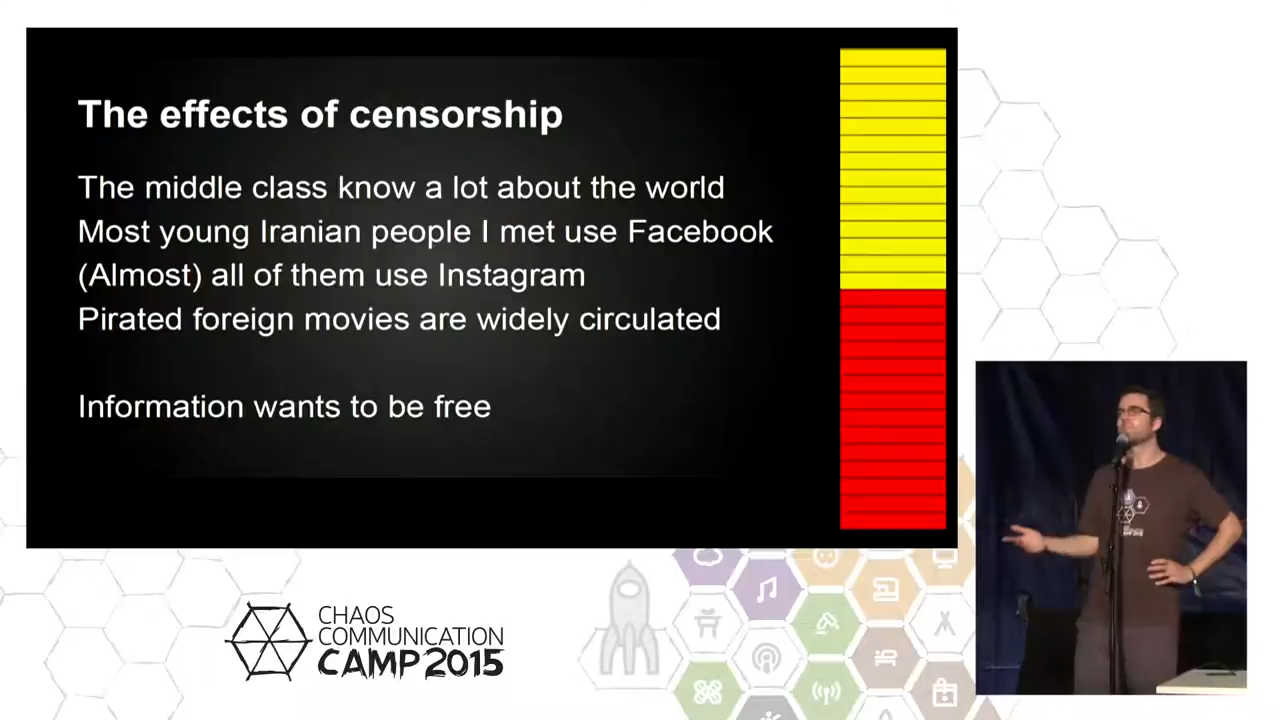 The effects of censorship
The middle class know a lot about the world
Most young Iranian people I met use Facebook
(Almost) all of them use Instagram
Pirated foreign movies are widely circulated
Information wants to be free
CHAOS
COMMUNICATION
CAMP 2015
CAMP 2015